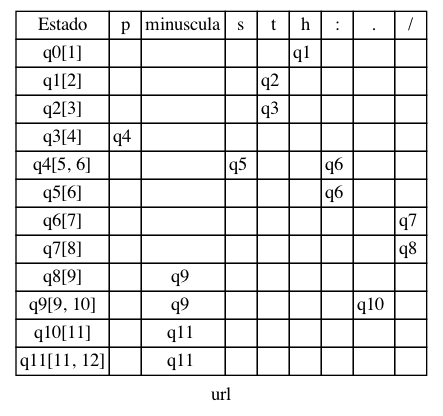 Estado p minuscula s t h : . /
q0[1] q1
q1[2] q2
q2[3] q3
q3[4] q4
q4[5, 6] q5 q6
q5[6] q6
q6[7] q7
q7[8] q8
q8[9] q9
q9[9, 10] q9 q10
q10[11] q11
q11[11, 12] q11
url